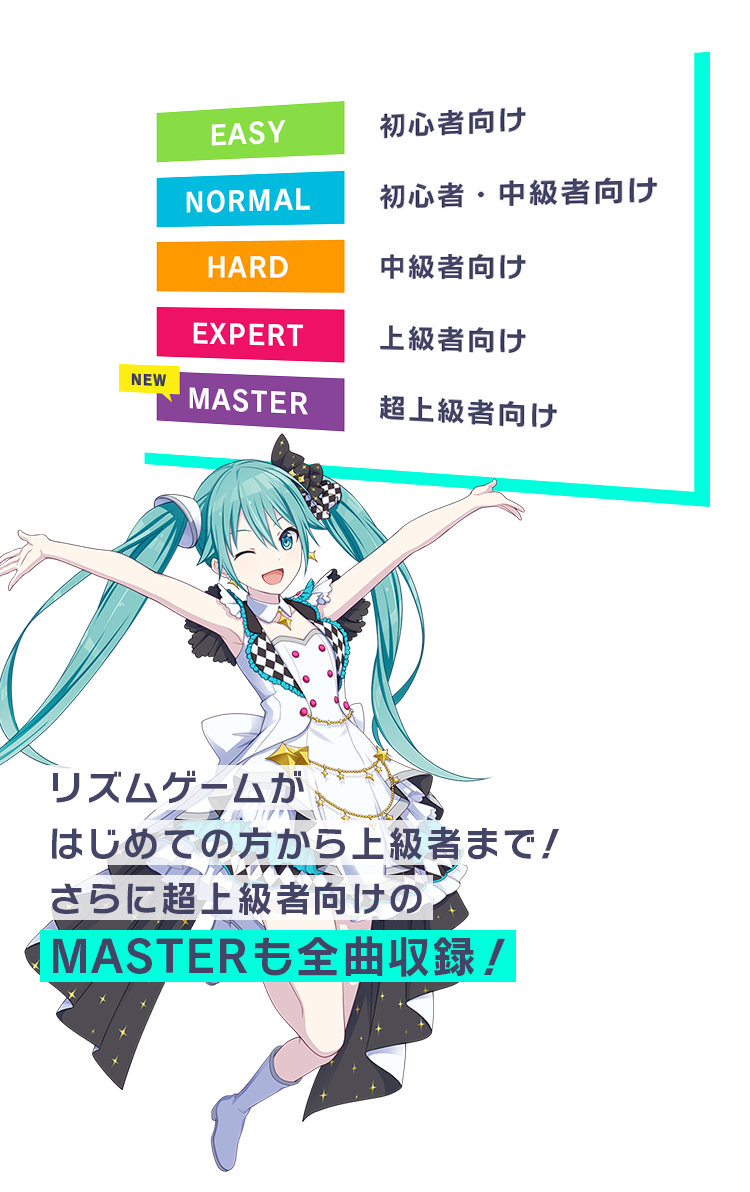 EASY 初心者向け
NORMAL 初心者・中級者向け
HARD 中級者向け
EXPERT 上級者向け
NEW
MASTER 超上級者向け
リズムゲームが
はじめての方から上級者まで！
さらに超上級者向けの
MASTERも全曲収録！